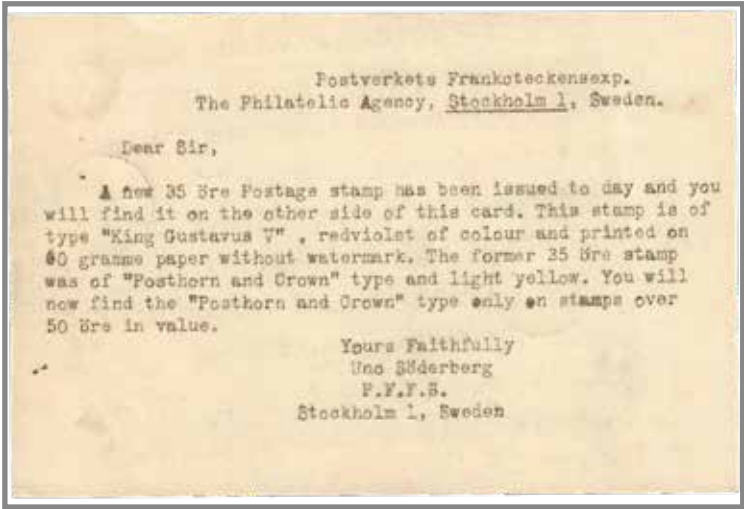 Postverkets Frankoteckensexp.
The Philatelic Agency, Stockholm 1, Sweden.
Dear Sir,
A new 35 öre Postage stamp has been issued to day and you
will find it on the other side of this card. This stamp is of
type "King Gustavus V" , redviolet of colour and printed on
gramme paper without watermark. The former 35 öre stamp
was of "Posthorn and Crown" type and light yellow. You will
now find the "Posthorn and Crown" type only on stamps over
50 öre in value.
Yours Faithfully
Uno Söderberg
Stockholm 1, Sweden